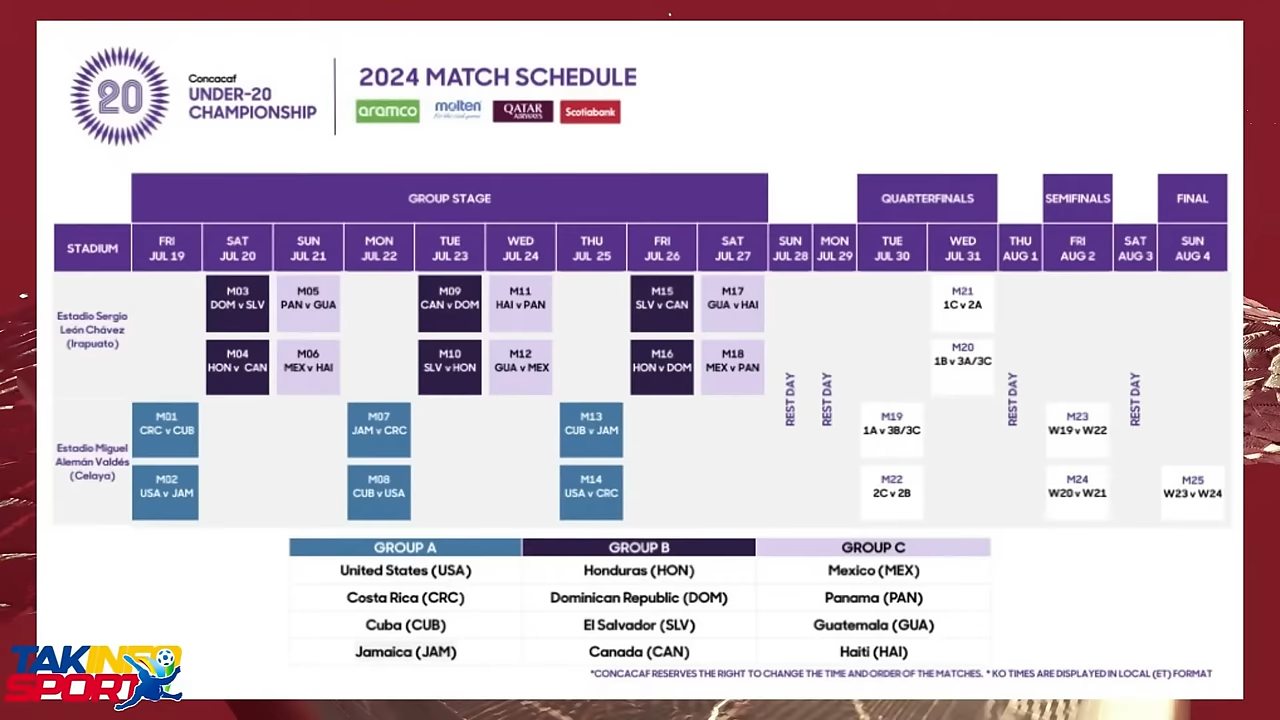 20
Concacaf
UNDER-20
CHAMPIONSHIP
2024 MATCH SCHEDULE
aramco
molten
QATAR
AIRWAYS
Scotiabank
GROUP STAGE
QUARTERFINALS
SEMIFINALS
FINAL
STADIUM
FRI
JUL 19
SAT
JUL 20
SUN
JUL 21
MON
JUL 22
TUE
JUL 23
WED
JUL 24
THU
JUL 25
FRI
JUL 26
SAT
JUL 27
SUN
JUL 28
MON
JUL 29
TUE
JUL 30
WED
JUL 31
THU
AUG 1
FRI
AUG 2
SAT
AUG 3
SUN
AUG 4
Estadio Sergio
León Chávez
(Irapuato)
M03
DOM v SLV
M05
PAN v GUA
M09
CAN v DOM
M11
HAI v PAN
M15
SLV v CAN
M17
GUA v HAI
M21
1C v 2A
M04
HON v CAN
M06
MEX v HAI
M10
SLV v HON
M12
GUA v MEX
M16
HON v DOM
M18
MEX v PAN
M20
1B v 3A/3C
REST DAY
REST DAY
REST DAY
REST DAY
Estadio Miguel
Alemán Valdés
(Celaya)
M01
CRC v CUB
M07
JAM v CRC
M13
CUB v JAM
M19
1A v 3B/3C
M23
W19 v W22
M02
USA v JAM
M08
CUB v USA
M14
USA v CRC
M22
2C v 2B
M24
W20 v W21
M25
W23 v W24
GROUP A
GROUP B
GROUP C
United States (USA)
Honduras (HON)
Mexico (MEX)
Costa Rica (CRC)
Dominican Republic (DOM)
Panama (PAN)
Cuba (CUB)
El Salvador (SLV)
Guatemala (GUA)
Jamaica (JAM)
Canada (CAN)
Haiti (HAI)
*CONCACAF RESERVES THE RIGHT TO CHANGE THE TIME AND ORDER OF THE MATCHES. * KO TIMES ARE DISPLAYED IN LOCAL (ET) FORMAT
TAKINFO
SPORT